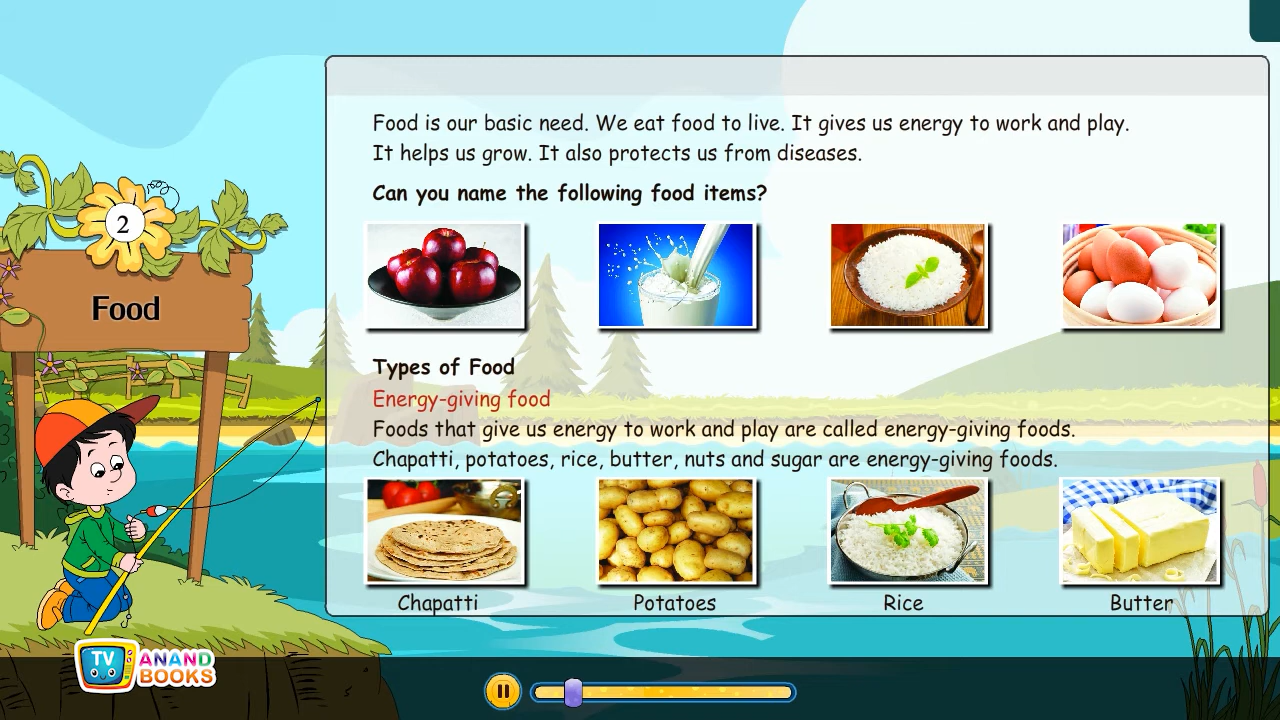 Food is our basic need. We eat food to live. It gives us energy to work and play.
It helps us grow. It also protects us from diseases.
Can you name the following food items?
2
Food
Types of Food
Energy-giving food
Foods that give us energy to work and play are called energy-giving foods.
Chapatti, potatoes, rice, butter, nuts and sugar are energy-giving foods.
Chapatti Potatoes Rice Butter
TV ANAND
BOOKS